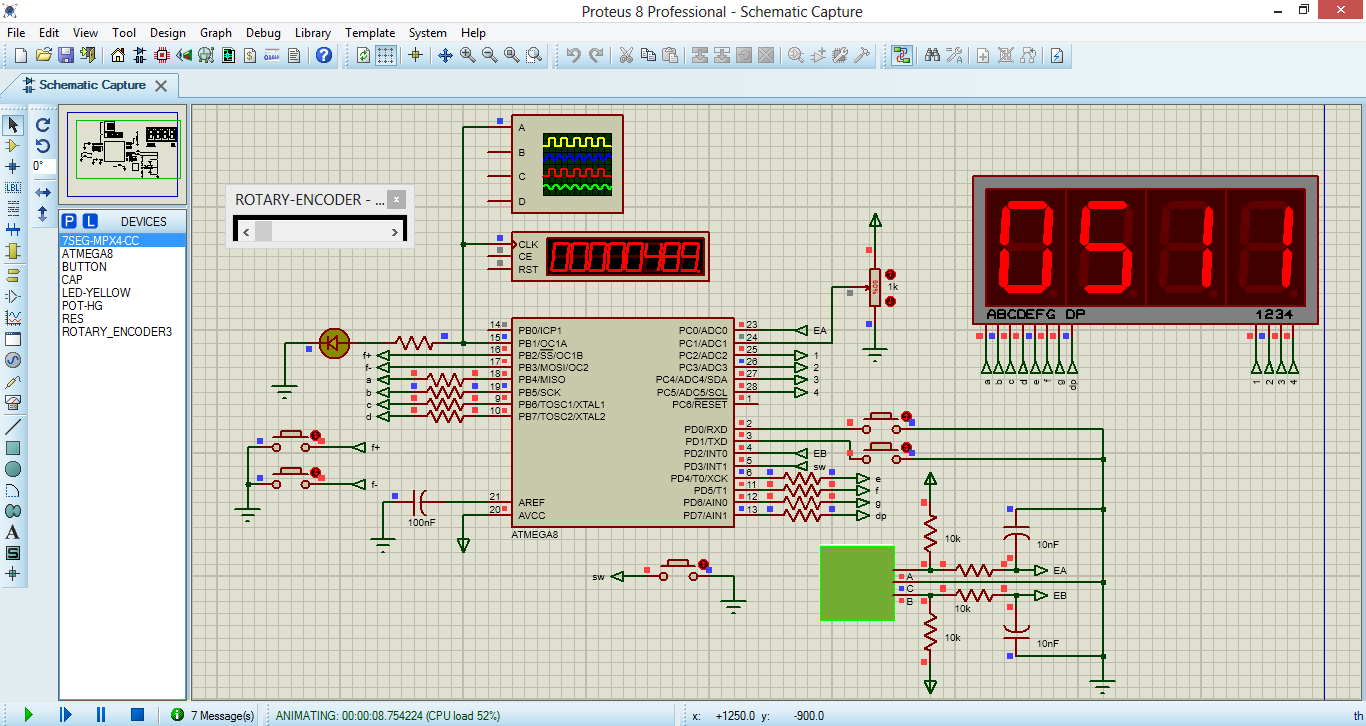 Proteus 8 Professional - Schematic Capture
File Edit View Tool Design Graph Debug Library Template System Help
Schematic Capture
0°
LBL
P L DEVICES
7SEG-MPX4-CC
ATMEGA8
BUTTON
CAP
LED-YELLOW
POT-HG
RES
ROTARY_ENCODER3
ROTARY-ENCODER - ...
A
B
C
D
CLK
CE
RST
0000489
0511
ABCDEFG DP
1234
a b c d e f g dp
1 2 3 4
50%
1k
14 PB0/ICP1
15 PB1/OC1A
16 PB2/SS/OC1B
17 PB3/MOSI/OC2
18 PB4/MISO
19 PB5/SCK
9 PB6/TOSC1/XTAL1
10 PB7/TOSC2/XTAL2
21 AREF
20 AVCC
PC0/ADC0 23
PC1/ADC1 24
PC2/ADC2 25
PC3/ADC3 26
PC4/ADC4/SDA 27
PC5/ADC5/SCL 28
PC6/RESET 1
PD0/RXD 2
PD1/TXD 3
PD2/INT0 4
PD3/INT1 5
PD4/T0/XCK 6
PD5/T1 11
PD6/AIN0 12
PD7/AIN1 13
ATMEGA8
f+
f-
a
b
c
d
EA
1
2
3
4
EB
sw
e
f
g
dp
f+
f-
100nF
sw
A
C
B
10k
10nF
EA
EB
10k
10k
10nF
7 Message(s)
ANIMATING: 00:00:08.754224 (CPU load 52%)
x: +1250.0 y: -900.0
th